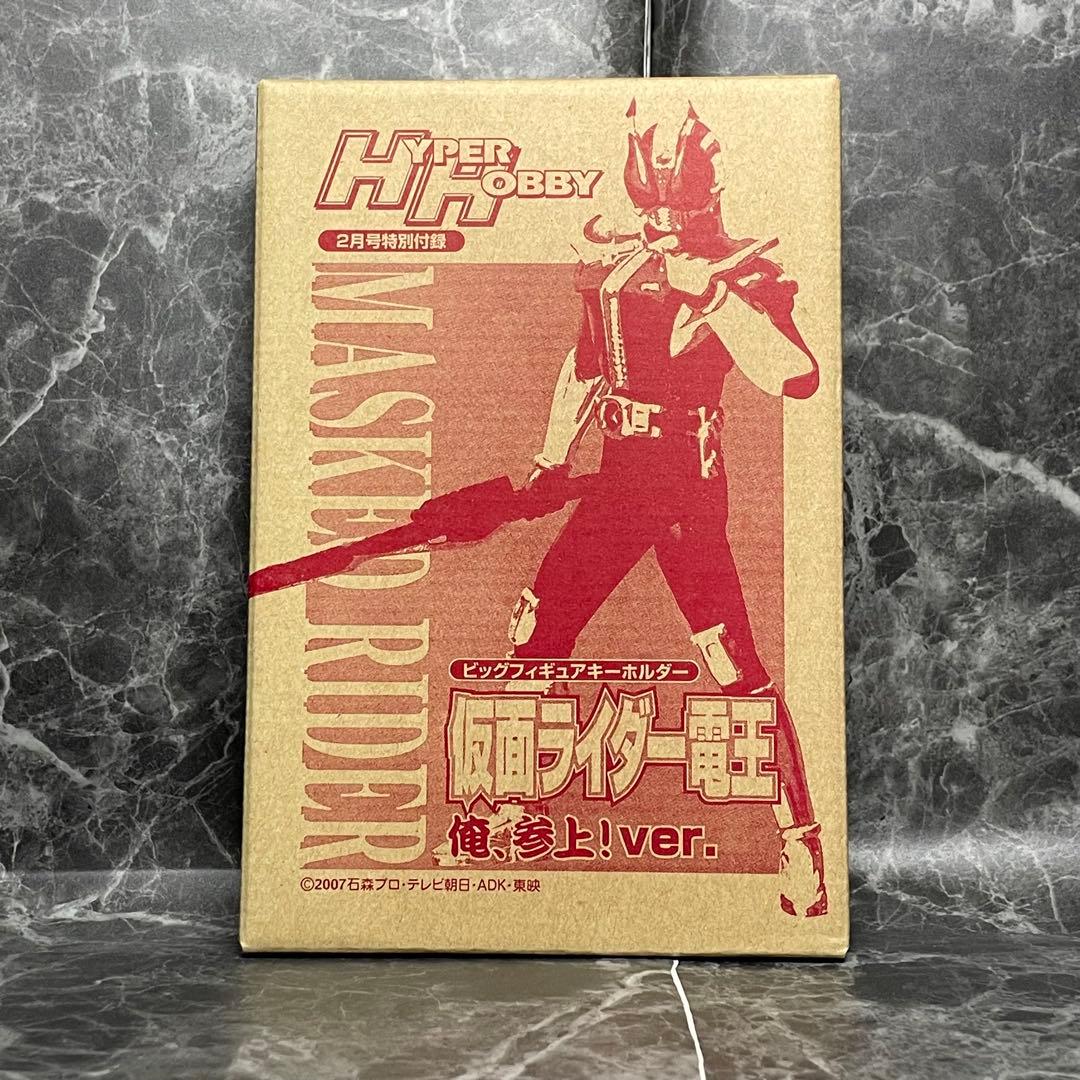 HYPER
HOBBY
2月号特別付録
MASKED RIDER
ビッグフィギュアキーホルダー
仮面ライダー電王
俺、参上!ver.
©2007石森プロ・テレビ朝日・ADK・東映